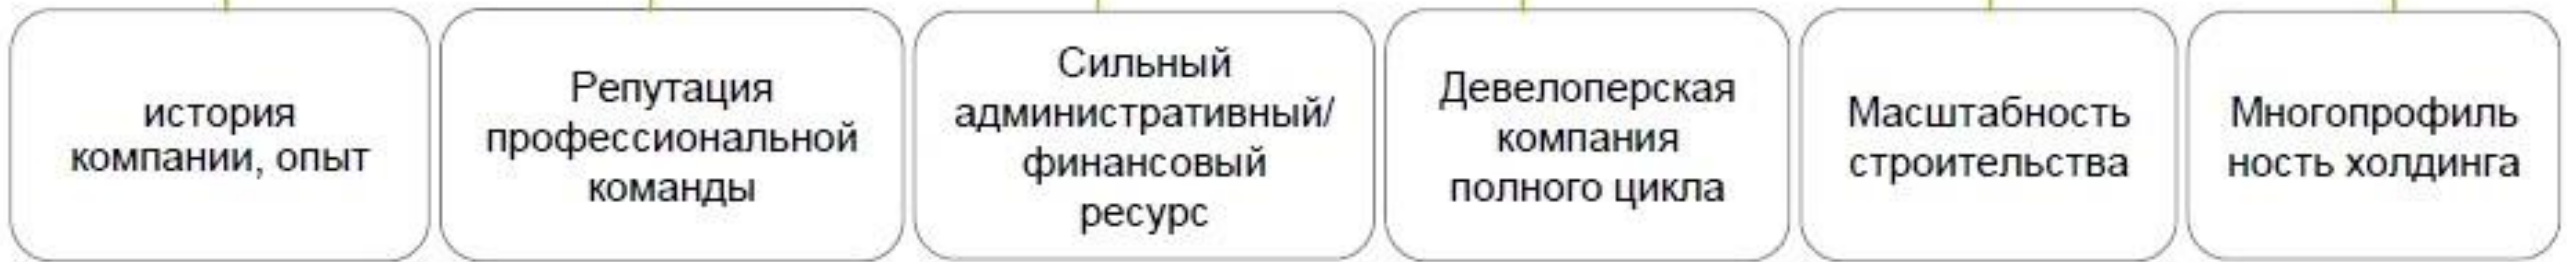 история
компании, опыт
Репутация
профессиональной
команды
Сильный
административный/
финансовый
ресурс
Девелоперская
компания
полного цикла
Масштабность
строительства
Многопрофиль
ность холдинга